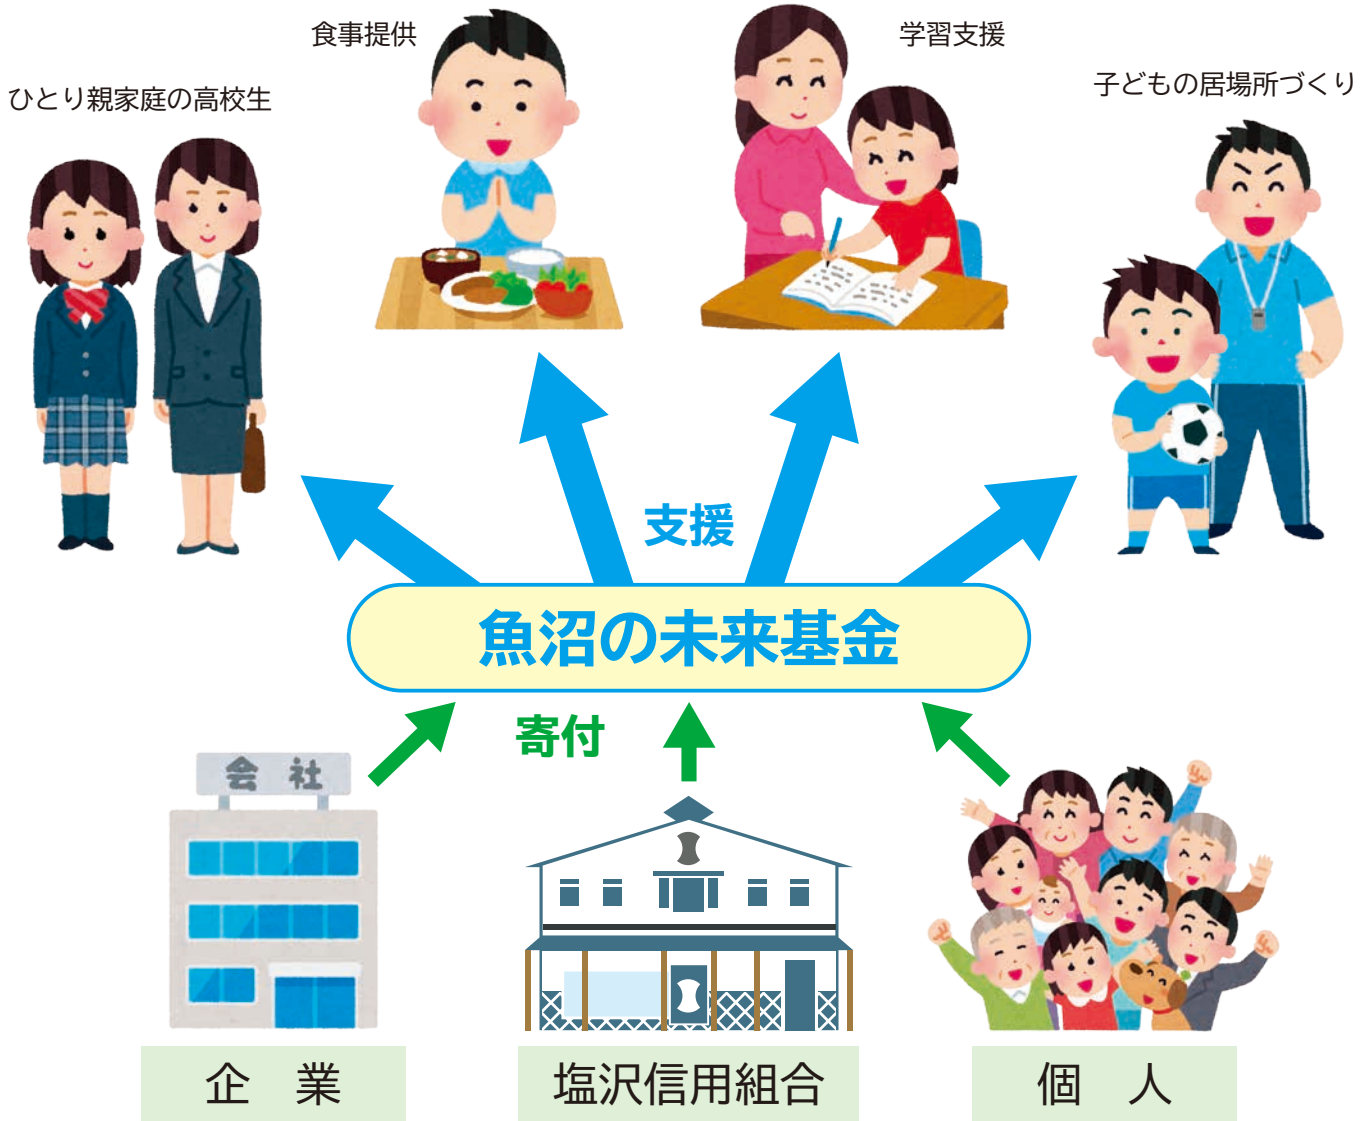 食事提供
学習支援
子どもの居場所づくり
ひとり親家庭の高校生
支援
魚沼の未来基金
寄付
会社
企 業
塩沢信用組合
個 人